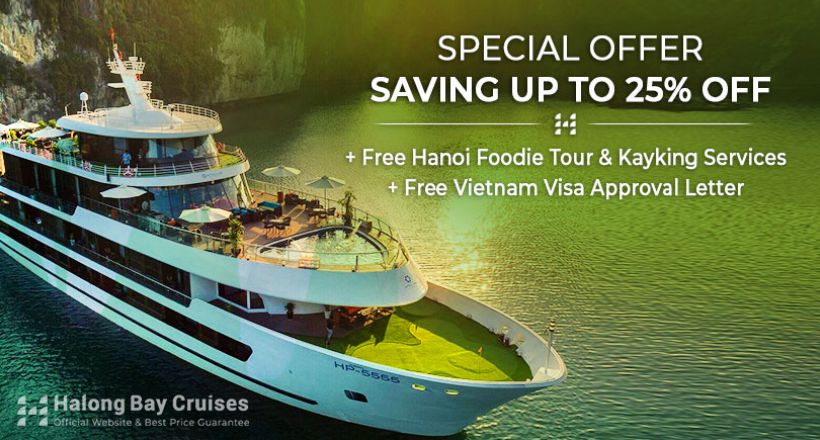 SPECIAL OFFER
SAVING UP TO 25% OFF
+ Free Hanoi Foodie Tour & Kayking Services
+ Free Vietnam Visa Approval Letter
HP-5555
Halong Bay Cruises
Official Website & Best Price Guarantee